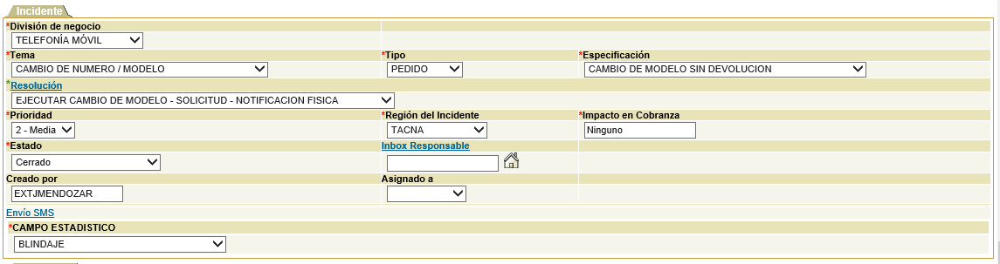 Incidente
*División de negocio
TELEFONÍA MÓVIL
*Tema *Tipo *Especificación
CAMBIO DE NUMERO / MODELO PEDIDO CAMBIO DE MODELO SIN DEVOLUCION
*Resolución
EJECUTAR CAMBIO DE MODELO - SOLICITUD - NOTIFICACION FISICA
*Prioridad *Región del Incidente *Impacto en Cobranza
2 - Media TACNA Ninguno
*Estado Inbox Responsable
Cerrado
Creado por Asignado a
EXTJMENDOZAR
Envío SMS
*CAMPO ESTADISTICO
BLINDAJE